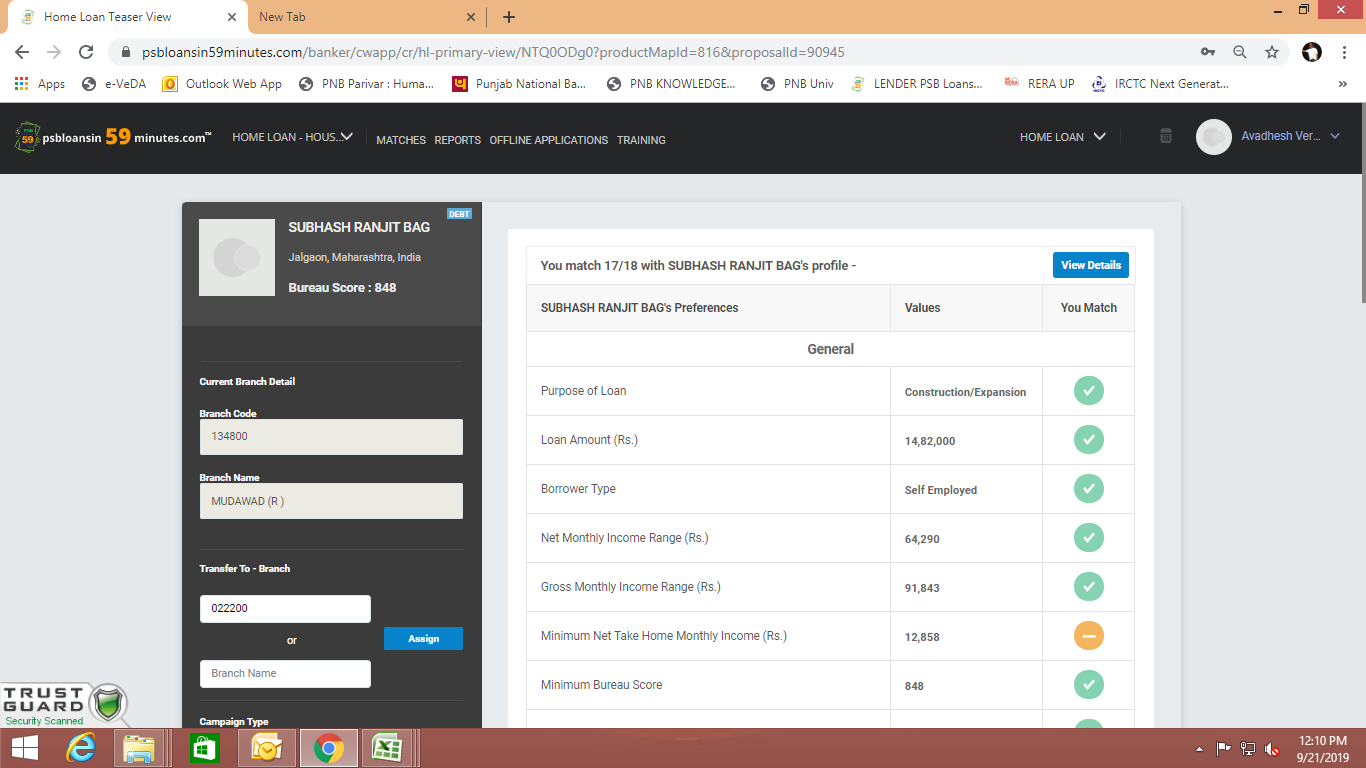 Home Loan Teaser View
New Tab
psbloansin59minutes.com/banker/cwapp/cr/hl-primary-view/NTQ0ODg0?productMapId=816&proposalId=90945
Apps e-VeDA Outlook Web App PNB Parivar : Huma... Punjab National Ba... PNB KNOWLEDGE... PNB Univ LENDER PSB Loans... RERA UP IRCTC Next Generat... »
psbloansin 59 minutes.com™ HOME LOAN - HOUS... MATCHES REPORTS OFFLINE APPLICATIONS TRAINING HOME LOAN Avadhesh Ver...
DEBT
SUBHASH RANJIT BAG
Jalgaon, Maharashtra, India
Bureau Score : 848
Current Branch Detail
Branch Code
134800
Branch Name
MUDAWAD (R )
Transfer To - Branch
022200
or
Assign
Branch Name
Campaign Type
You match 17/18 with SUBHASH RANJIT BAG's profile - View Details
SUBHASH RANJIT BAG's Preferences Values You Match
General
Purpose of Loan Construction/Expansion
Loan Amount (Rs.) 14,82,000
Borrower Type Self Employed
Net Monthly Income Range (Rs.) 64,290
Gross Monthly Income Range (Rs.) 91,843
Minimum Net Take Home Monthly Income (Rs.) 12,858
Minimum Bureau Score 848
TRUST
GUARD
Security Scanned
12:10 PM
9/21/2019